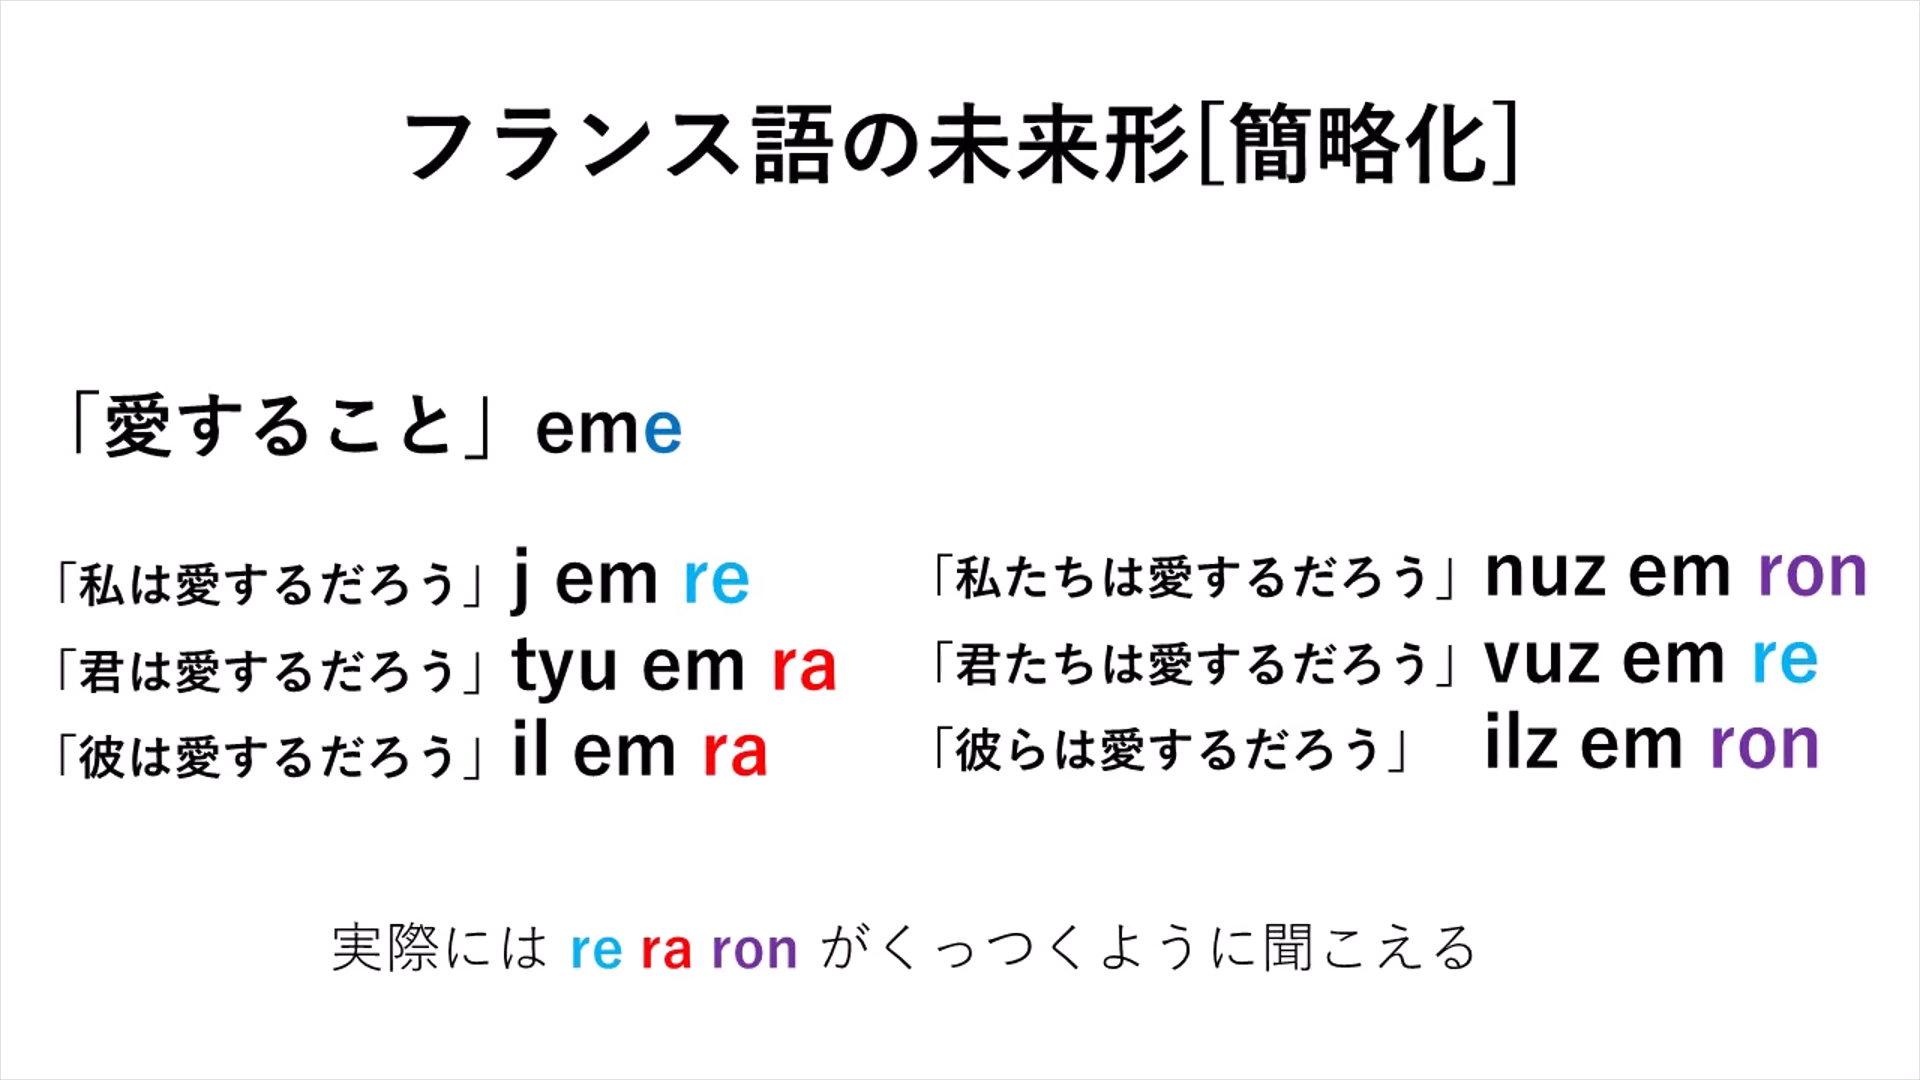 フランス語の未来形[簡略化]
「愛すること」eme
「私は愛するだろう」j em re
「君は愛するだろう」tyu em ra
「彼は愛するだろう」il em ra
「私たちは愛するだろう」nuz em ron
「君たちは愛するだろう」vuz em re
「彼らは愛するだろう」 ilz em ron
実際には re ra ron がくっつくように聞こえる